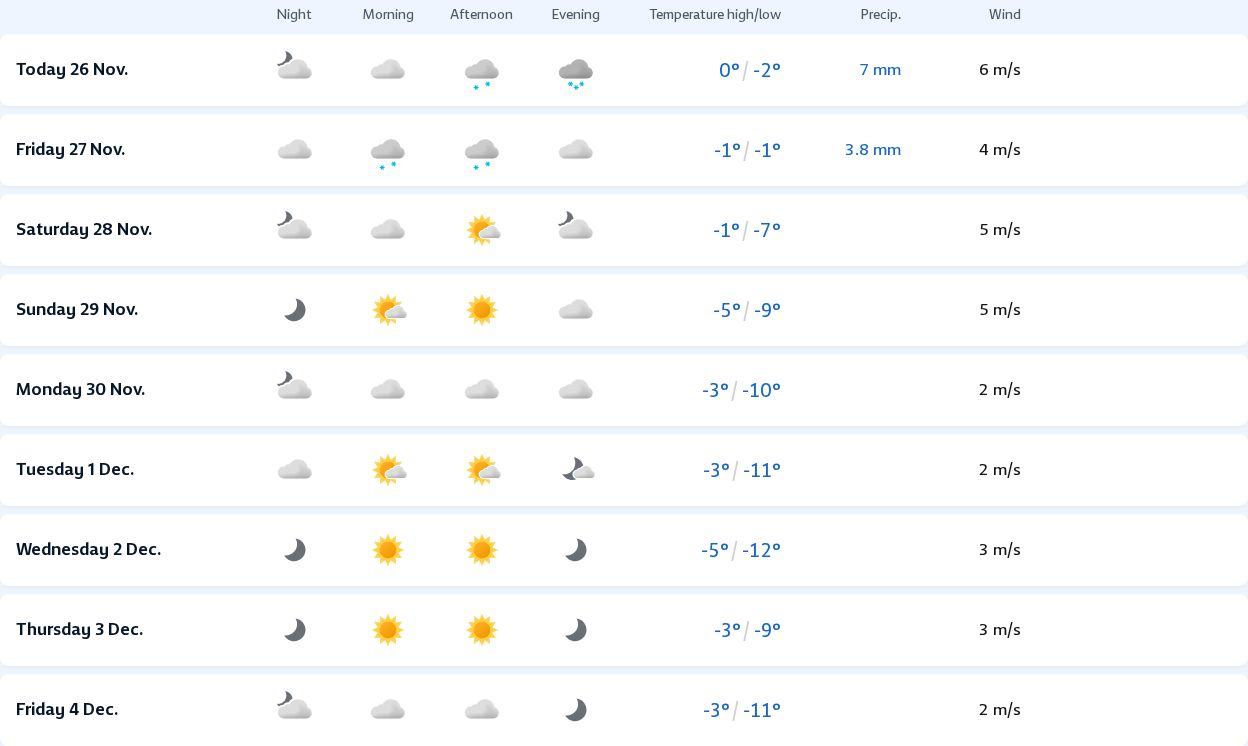 Night Morning Afternoon Evening Temperature high/low Precip. Wind
Today 26 Nov. 0°/-2° 7 mm 6 m/s
Friday 27 Nov. -1°/-1° 3.8 mm 4 m/s
Saturday 28 Nov. -1°/-7° 5 m/s
Sunday 29 Nov. -5°/-9° 5 m/s
Monday 30 Nov. -3°/-10° 2 m/s
Tuesday 1 Dec. -3°/-11° 2 m/s
Wednesday 2 Dec. -5°/-12° 3 m/s
Thursday 3 Dec. -3°/-9° 3 m/s
Friday 4 Dec. -3°/-11° 2 m/s